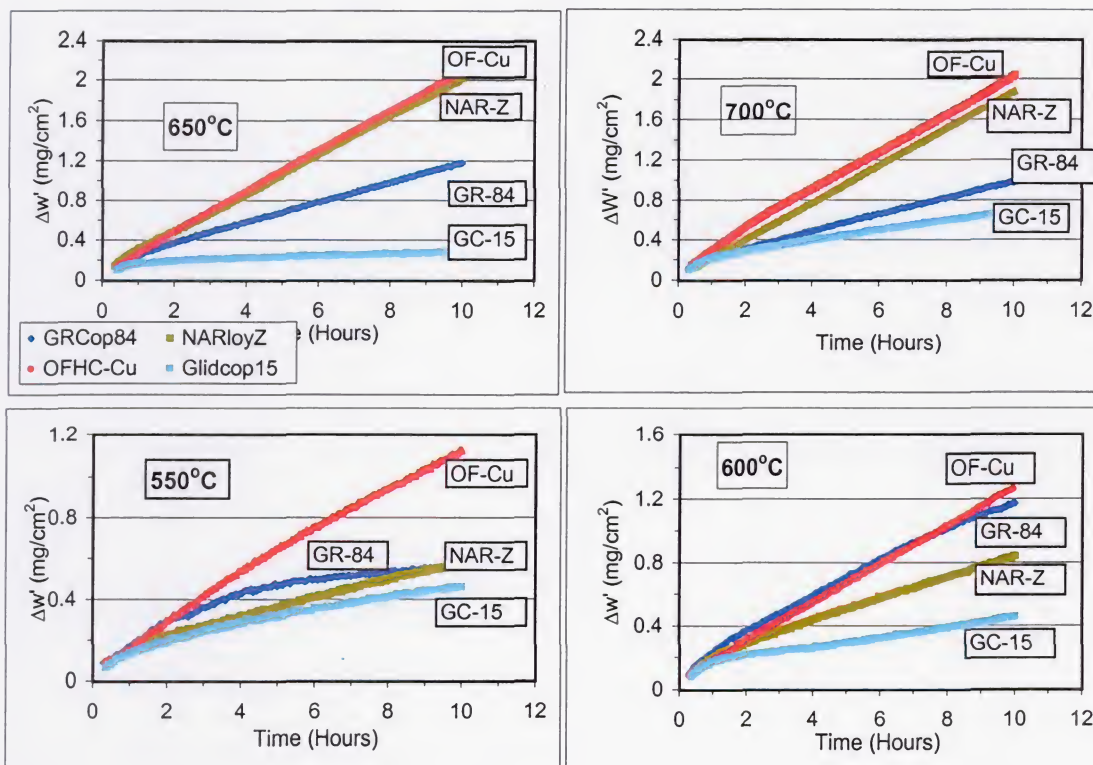 650°C
Δw' (mg/cm²)
2.4
2
1.6
1.2
0.8
0.4
0
0 2 4 6 8 10 12
OF-Cu
NAR-Z
GR-84
GC-15
(Hours)
GRCop84
NARloyZ
OFHC-Cu
Glidcop15
700°C
ΔW' (mg/cm²)
2.4
2
1.6
1.2
0.8
0.4
0
0 2 4 6 8 10 12
Time (Hours)
OF-Cu
NAR-Z
GR-84
GC-15
550°C
Δw' (mg/cm²)
1.2
0.8
0.4
0
0 2 4 6 8 10 12
Time (Hours)
OF-Cu
GR-84
NAR-Z
GC-15
600°C
Δw' (mg/cm²)
1.6
1.2
0.8
0.4
0
0 2 4 6 8 10 12
Time (Hours)
OF-Cu
GR-84
NAR-Z
GC-15